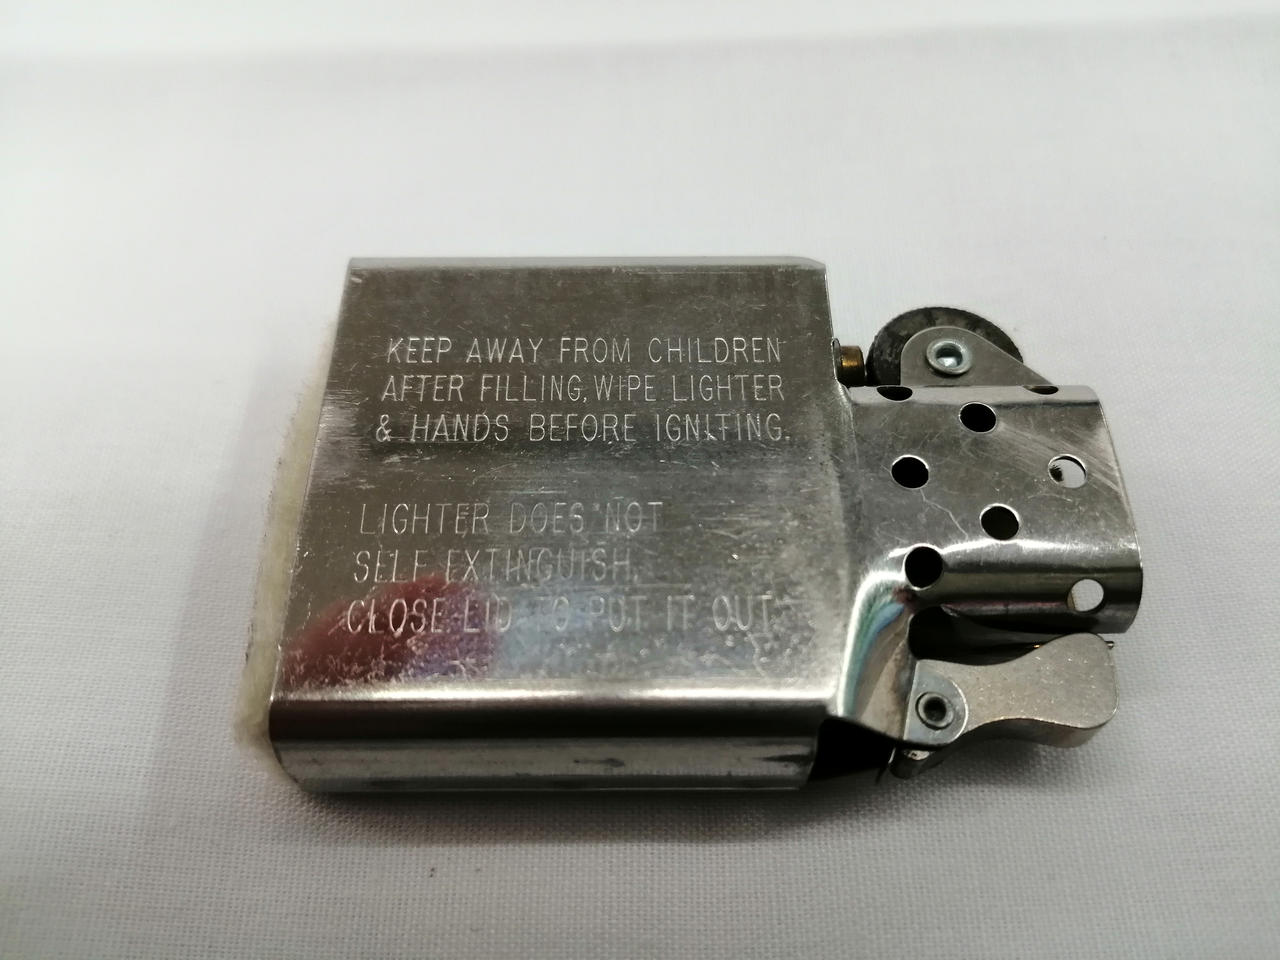 KEEP AWAY FROM CHILDREN
AFTER FILLING, WIPE LIGHTER
& HANDS BEFORE IGNITING.
LIGHTER DOES NOT
SELF EXTINGUISH.
CLOSE LID TO PUT IT OUT.